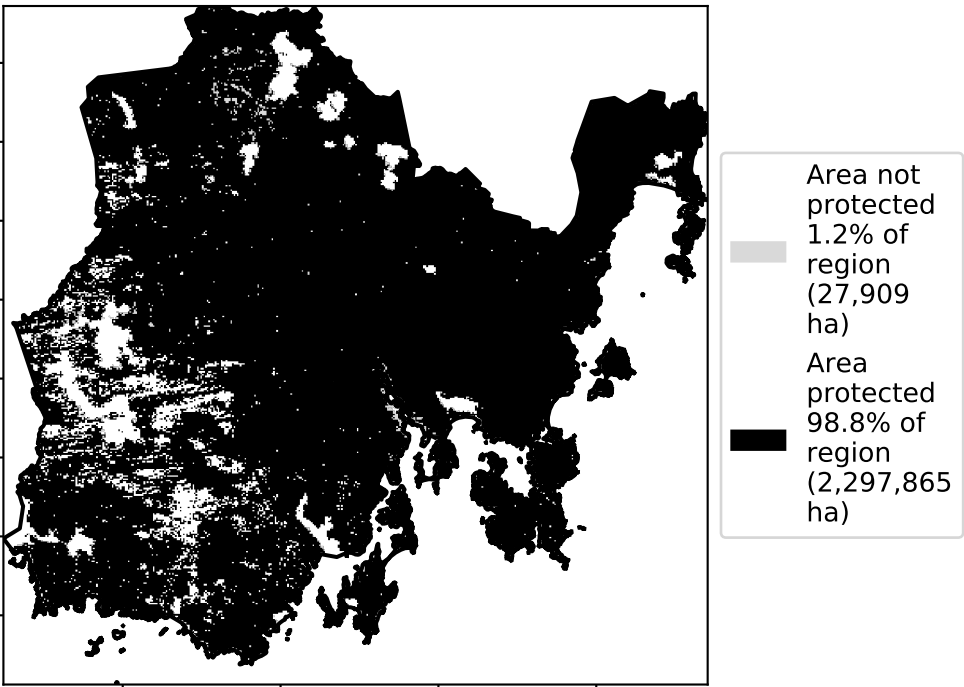 Area not
protected
1.2% of
region
(27,909
ha)
Area
protected
98.8% of
region
(2,297,865
ha)